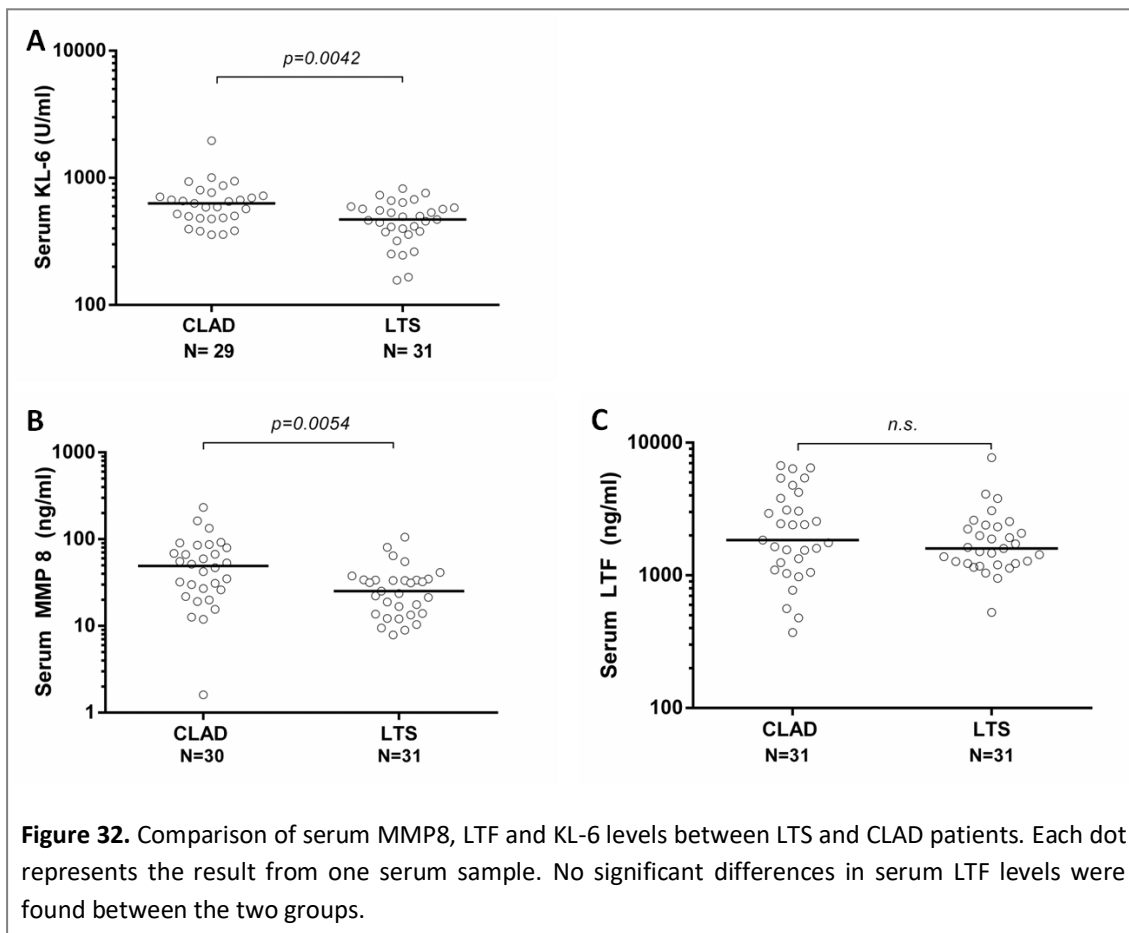 A
p=0.0042
Serum KL-6 (U/ml)
10000
1000
100
CLAD
LTS
N= 29
N= 31
B
p=0.0054
Serum MMP 8 (ng/ml)
1000
100
10
1
CLAD
LTS
N=30
N=31
C
n.s.
Serum LTF (ng/ml)
10000
1000
100
CLAD
LTS
N=31
N=31
Figure 32. Comparison of serum MMP8, LTF and KL-6 levels between LTS and CLAD patients. Each dot
represents the result from one serum sample. No significant differences in serum LTF levels were
found between the two groups.